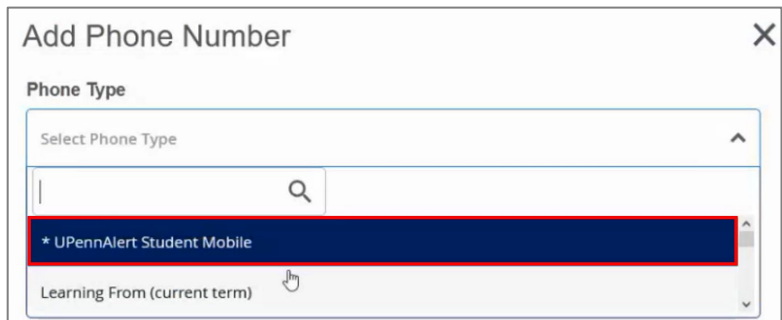 Add Phone Number
Phone Type
Select Phone Type
* UPennAlert Student Mobile
Learning From (current term)